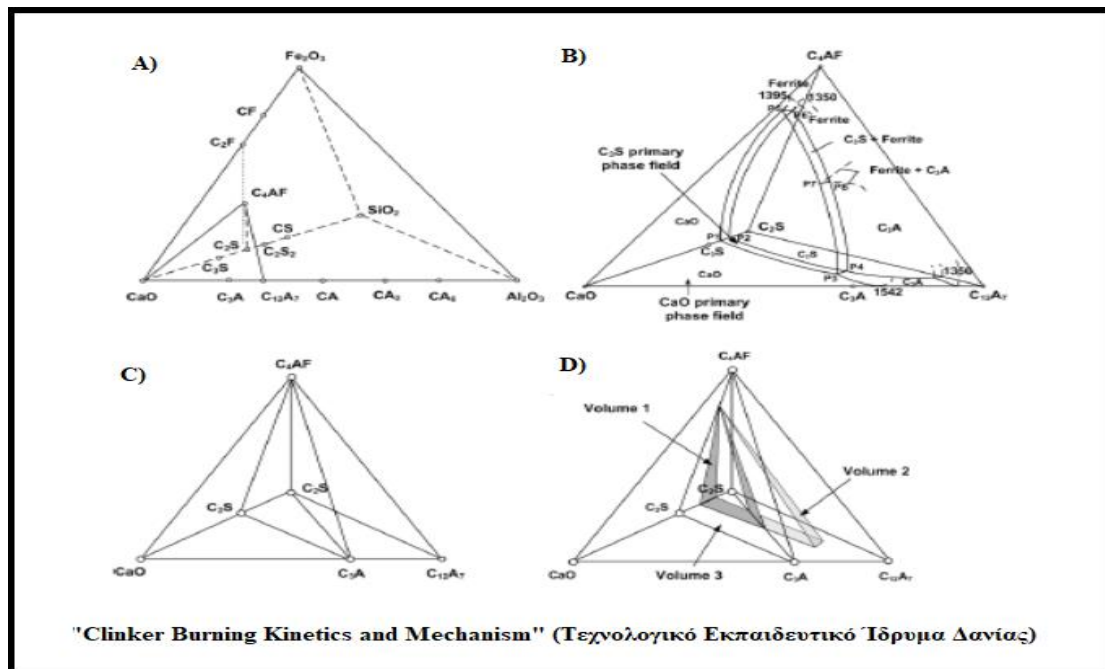 A)
Fe₂O₃
CF
C₂F
C₄AF
SiO₂
CS
C₂S
C₂S₂
C₃S
CaO
C₃A
C₁₂A₇
CA
CA₂
CA₆
Al₂O₃
B)
C₄AF
Ferrite
1395
1350
Ferrite
C₂S + Ferrite
C₃S primary
phase field
Ferrite + C₃A
P7
CaO
C₂S
C₃A
P1
P2
C₃S
C₂S
P4
CaO
P3
1350
CaO
C₃A
1542
C₃A
C₁₂A₇
CaO primary
phase field
C)
C₄AF
C₂S
C₃S
CaO
C₃A
C₁₂A₇
D)
C₄AF
Volume 1
Volume 2
C₂S
C₃S
CaO
Volume 3
C₃A
C₁₂A₇
"Clinker Burning Kinetics and Mechanism" (Τεχνολογικό Εκπαιδευτικό Ίδρυμα Δανίας)